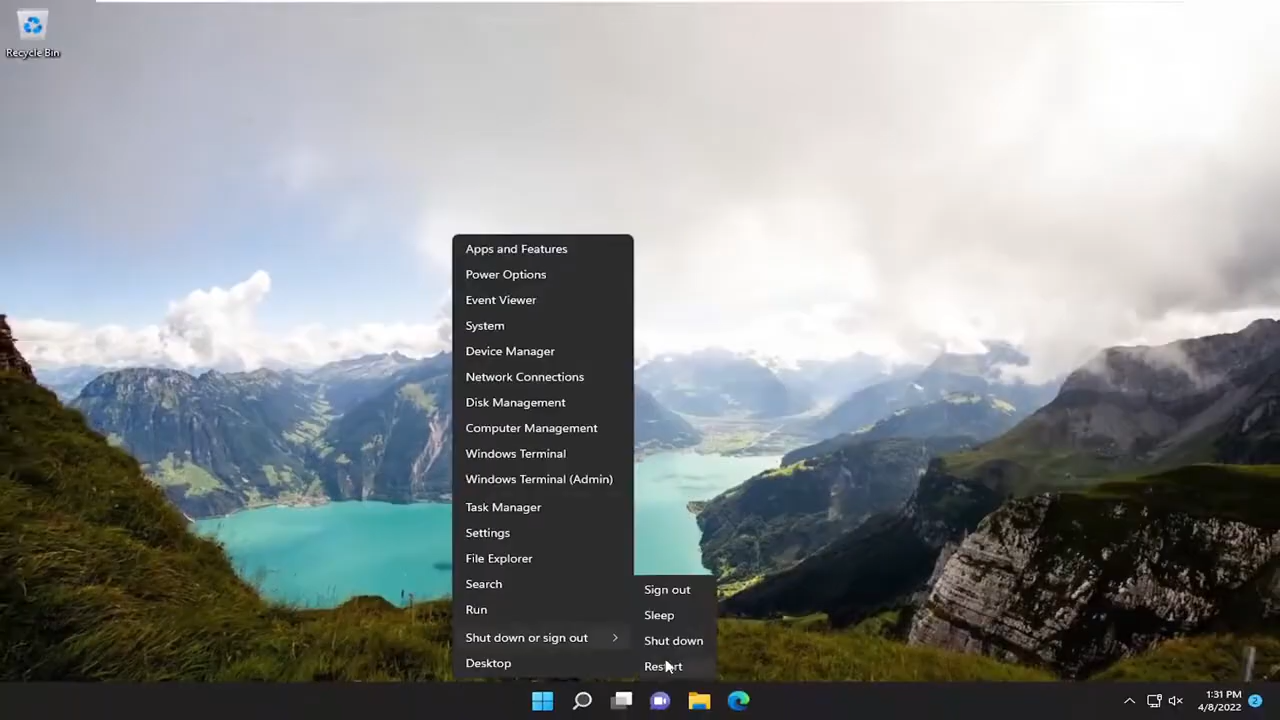 Recycle Bin
Apps and Features
Power Options
Event Viewer
System
Device Manager
Network Connections
Disk Management
Computer Management
Windows Terminal
Windows Terminal (Admin)
Task Manager
Settings
File Explorer
Search
Run
Shut down or sign out
Desktop
Sign out
Sleep
Shut down
Restart
1:31 PM
4/8/2022
2